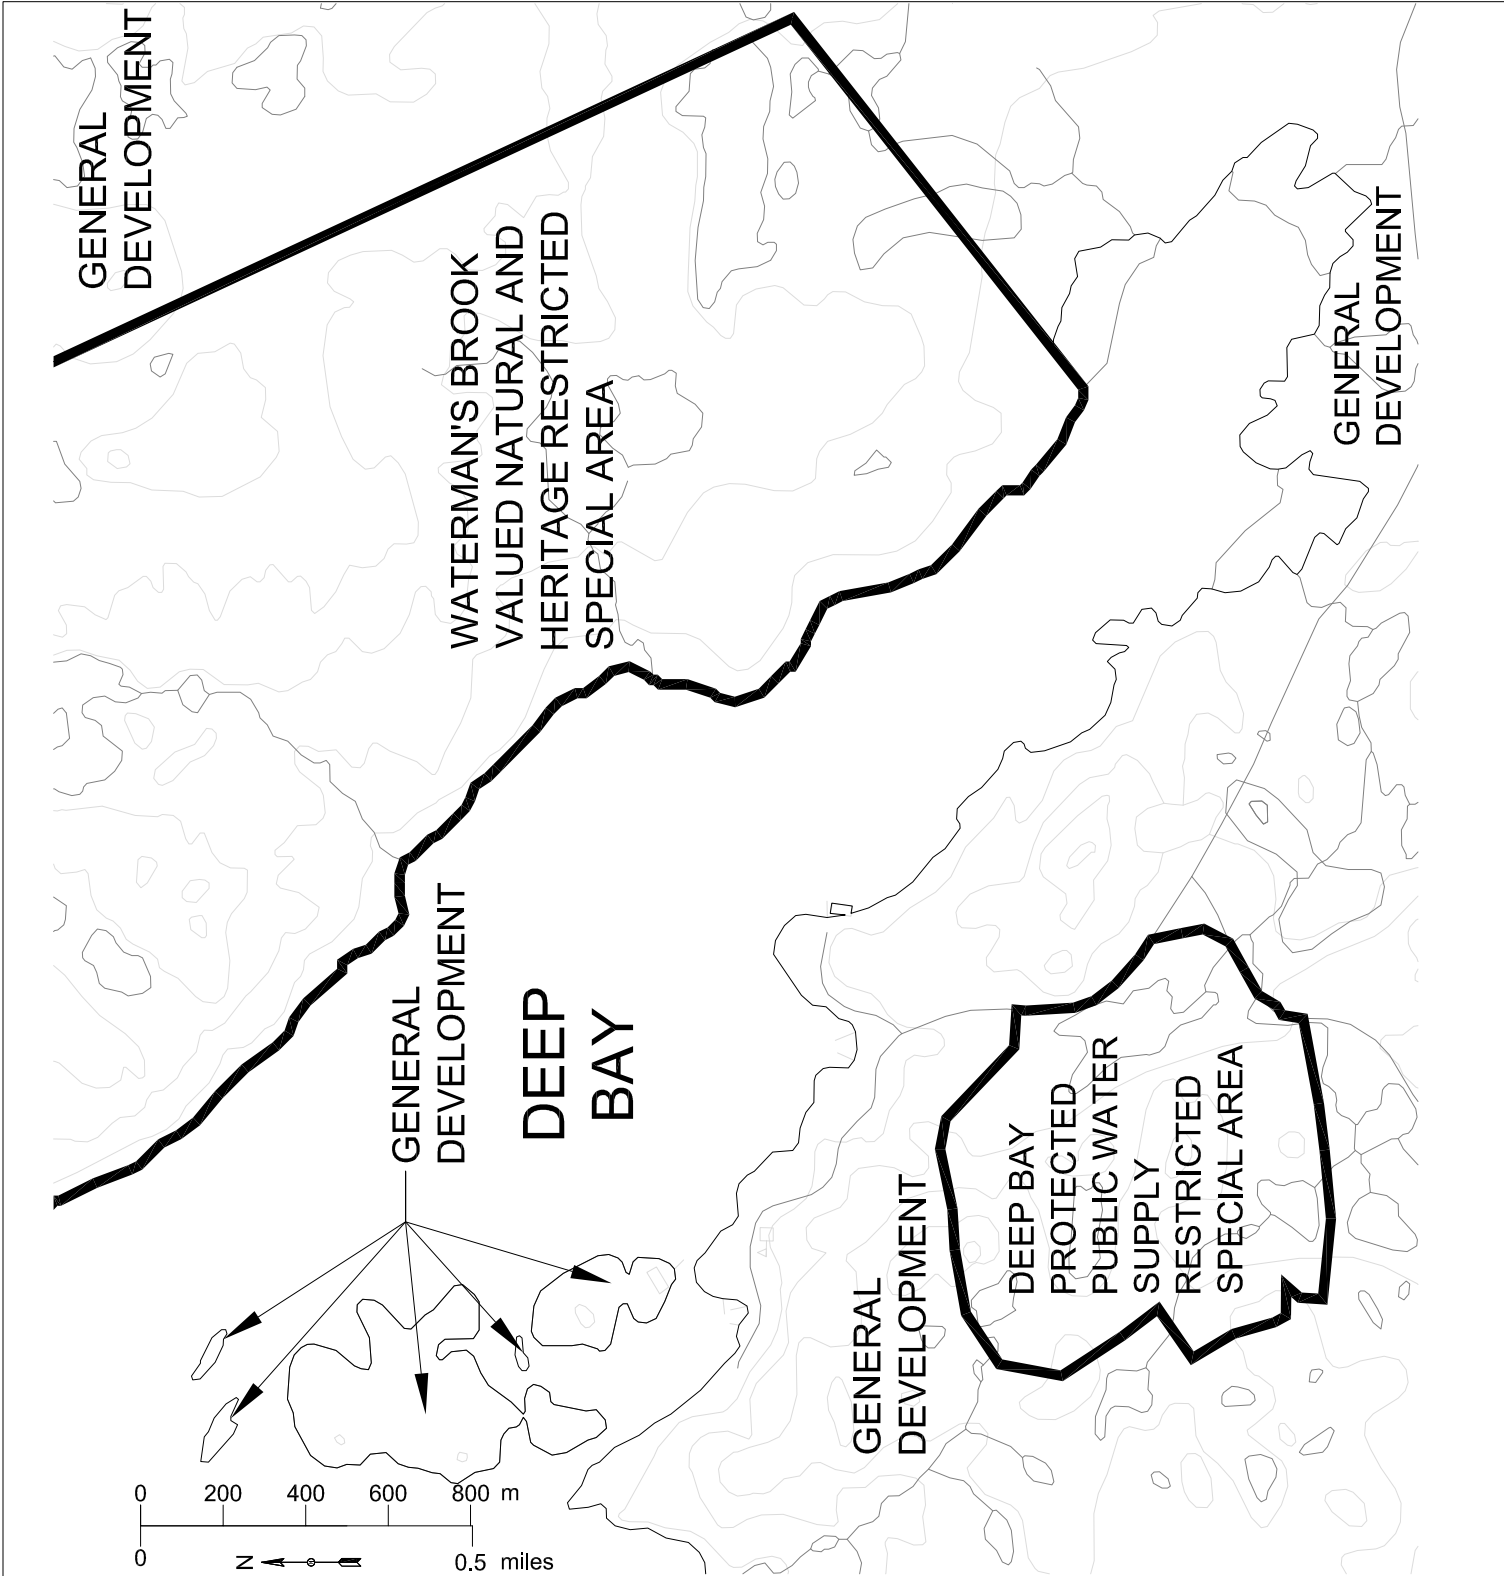 GENERAL
DEVELOPMENT
WATERMAN'S BROOK
VALUED NATURAL AND
HERITAGE RESTRICTED
SPECIAL AREA
GENERAL
DEVELOPMENT
GENERAL
DEVELOPMENT
DEEP
BAY
GENERAL
DEVELOPMENT
DEEP BAY
PROTECTED
PUBLIC WATER
SUPPLY
RESTRICTED
SPECIAL AREA
0 200 400 600 800 m
0 0.5 miles
N